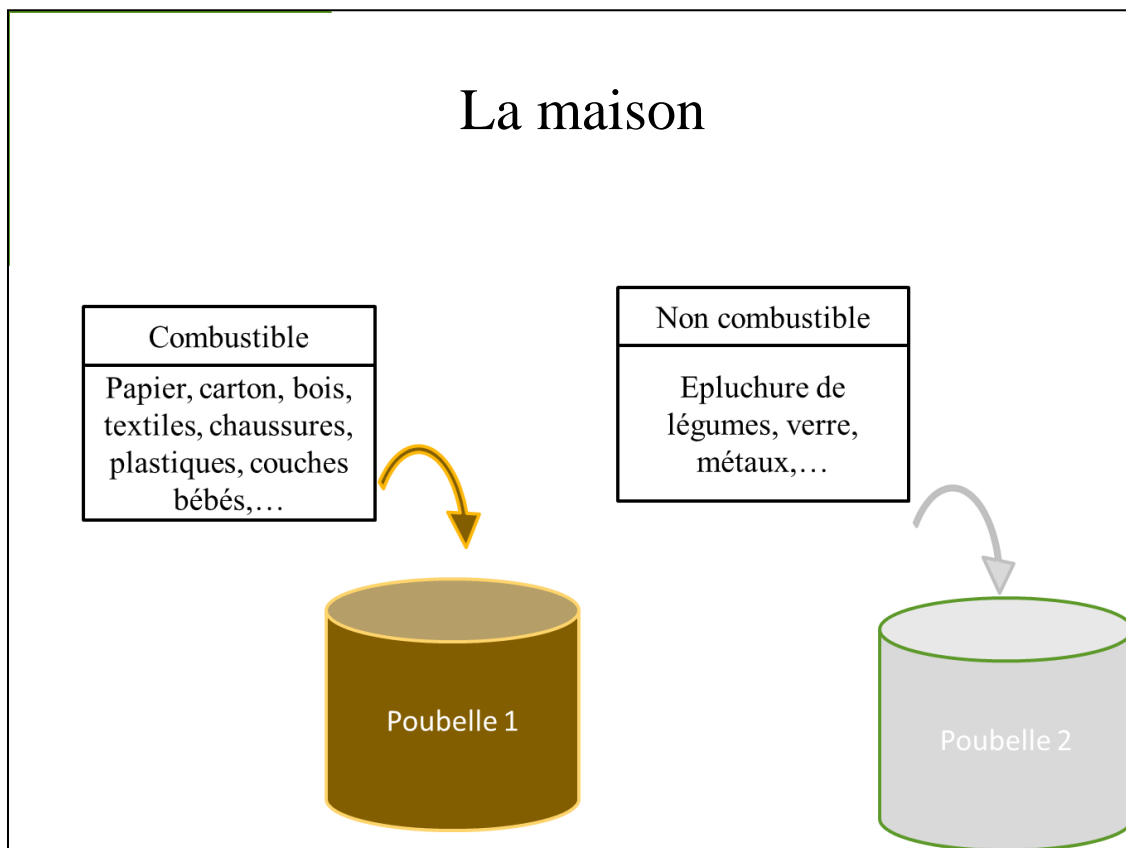 La maison
Combustible
Papier, carton, bois,
textiles, chaussures,
plastiques, couches
bébés,…
Non combustible
Epluchure de
légumes, verre,
métaux,…
Poubelle 1
Poubelle 2